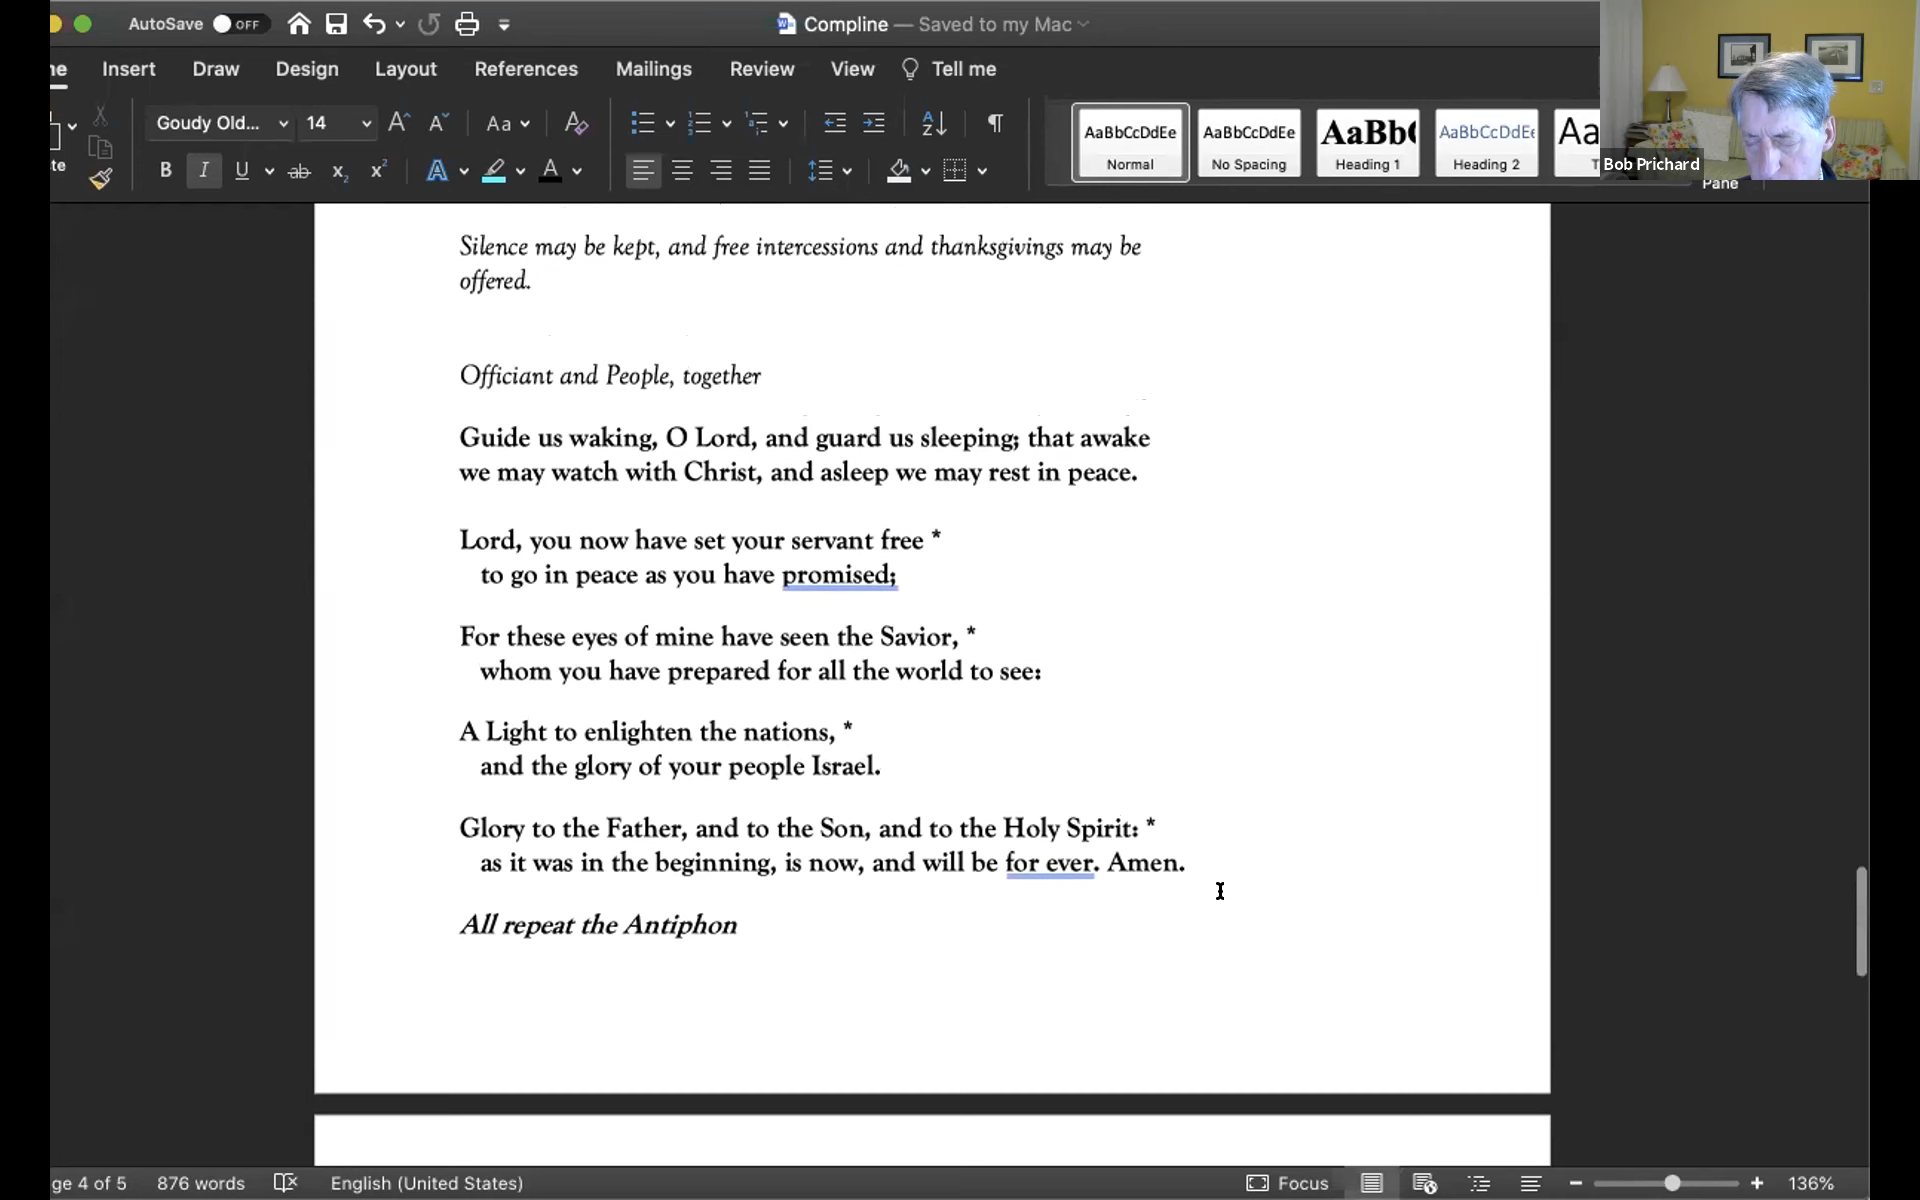 AutoSave OFF Compline — Saved to my Mac
me Insert Draw Design Layout References Mailings Review View Tell me
Goudy Old... 14 Aa
AaBbCcDdEe AaBbCcDdEe AaBb( AaBbCcDdEe Aa
te B I U ab x2 x2 A A Normal No Spacing Heading 1 Heading 2 T
Bob Prichard
Pane
Silence may be kept, and free intercessions and thanksgivings may be
offered.
Officiant and People, together
Guide us waking, O Lord, and guard us sleeping; that awake
we may watch with Christ, and asleep we may rest in peace.
Lord, you now have set your servant free *
to go in peace as you have promised;
For these eyes of mine have seen the Savior, *
whom you have prepared for all the world to see:
A Light to enlighten the nations, *
and the glory of your people Israel.
Glory to the Father, and to the Son, and to the Holy Spirit: *
as it was in the beginning, is now, and will be for ever. Amen.
All repeat the Antiphon
ge 4 of 5 876 words English (United States) Focus 136%